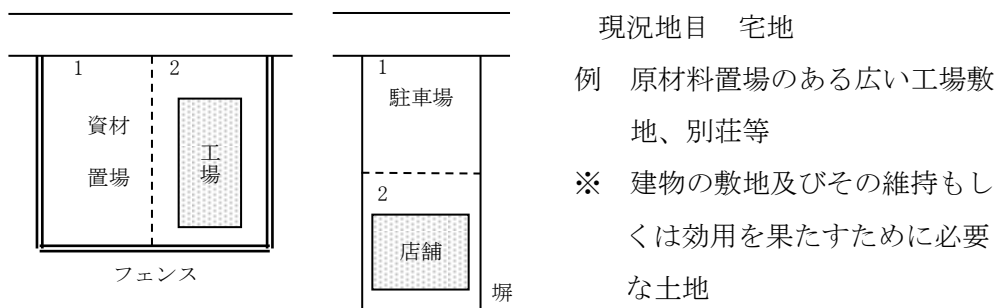 1
2
資材
置場
工場
フェンス
1
駐車場
2
店舗
塀
現況地目　宅地
例　原材料置場のある広い工場敷
地、別荘等
※　建物の敷地及びその維持もし
くは効用を果たすために必要
な土地